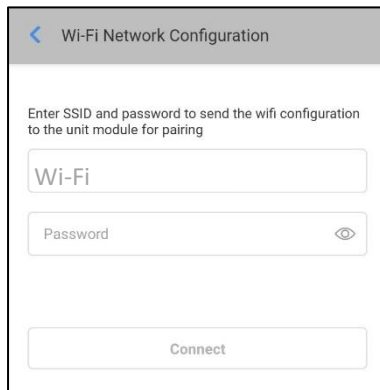 Wi-Fi Network Configuration
Enter SSID and password to send the wifi configuration
to the unit module for pairing
Wi-Fi
Password
Connect